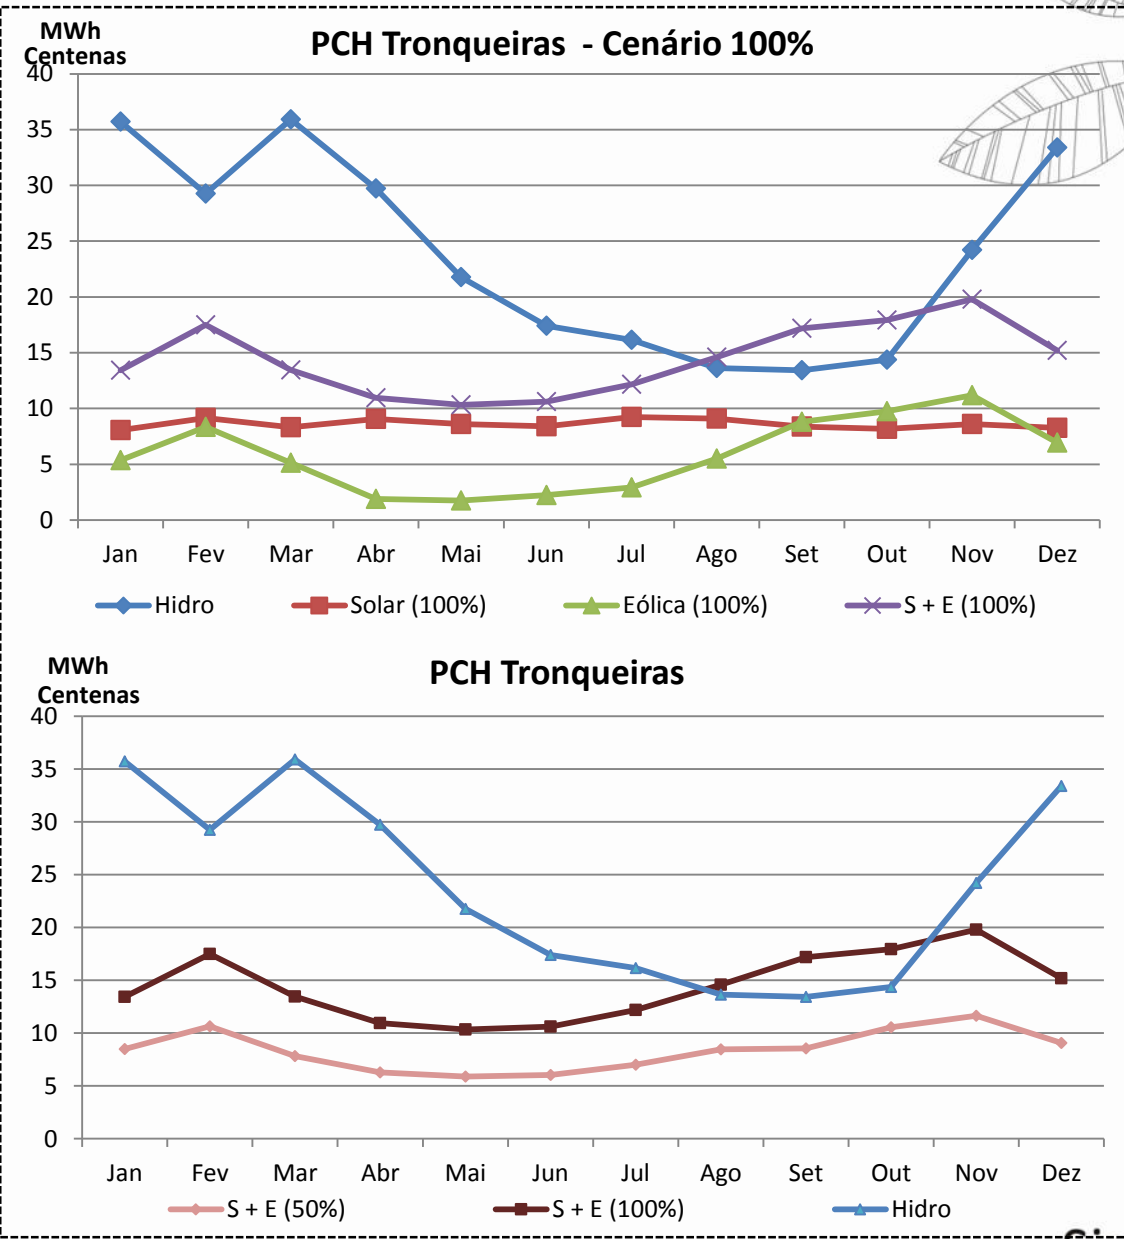 MWh
Centenas
PCH Tronqueiras - Cenário 100%
40
35
30
25
20
15
10
5
0
Jan Fev Mar Abr Mai Jun Jul Ago Set Out Nov Dez
Hidro Solar (100%) Eólica (100%) S + E (100%)
MWh
Centenas
PCH Tronqueiras
40
35
30
25
20
15
10
5
0
Jan Fev Mar Abr Mai Jun Jul Ago Set Out Nov Dez
S + E (50%) S + E (100%) Hidro